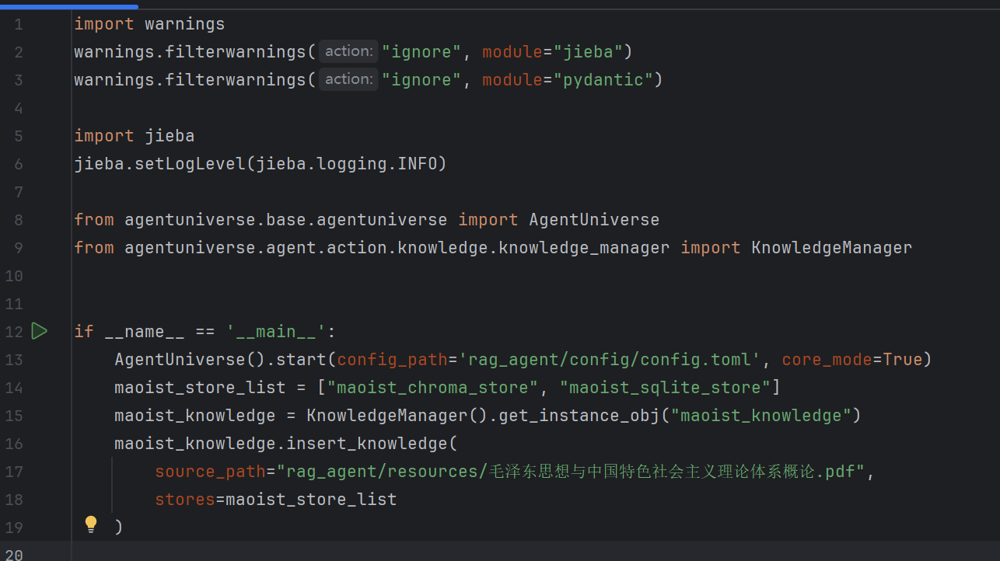 1 import warnings
2 warnings.filterwarnings( action: "ignore", module="jieba")
3 warnings.filterwarnings( action: "ignore", module="pydantic")
4
5 import jieba
6 jieba.setLogLevel(jieba.logging.INFO)
7
8 from agentuniverse.base.agentuniverse import AgentUniverse
9 from agentuniverse.agent.action.knowledge.knowledge_manager import KnowledgeManager
10
11
12 if __name__ == '__main__':
13     AgentUniverse().start(config_path='rag_agent/config/config.toml', core_mode=True)
14     maoist_store_list = ["maoist_chroma_store", "maoist_sqlite_store"]
15     maoist_knowledge = KnowledgeManager().get_instance_obj("maoist_knowledge")
16     maoist_knowledge.insert_knowledge(
17         source_path="rag_agent/resources/毛泽东思想与中国特色社会主义理论体系概论.pdf",
18         stores=maoist_store_list
19     )
20